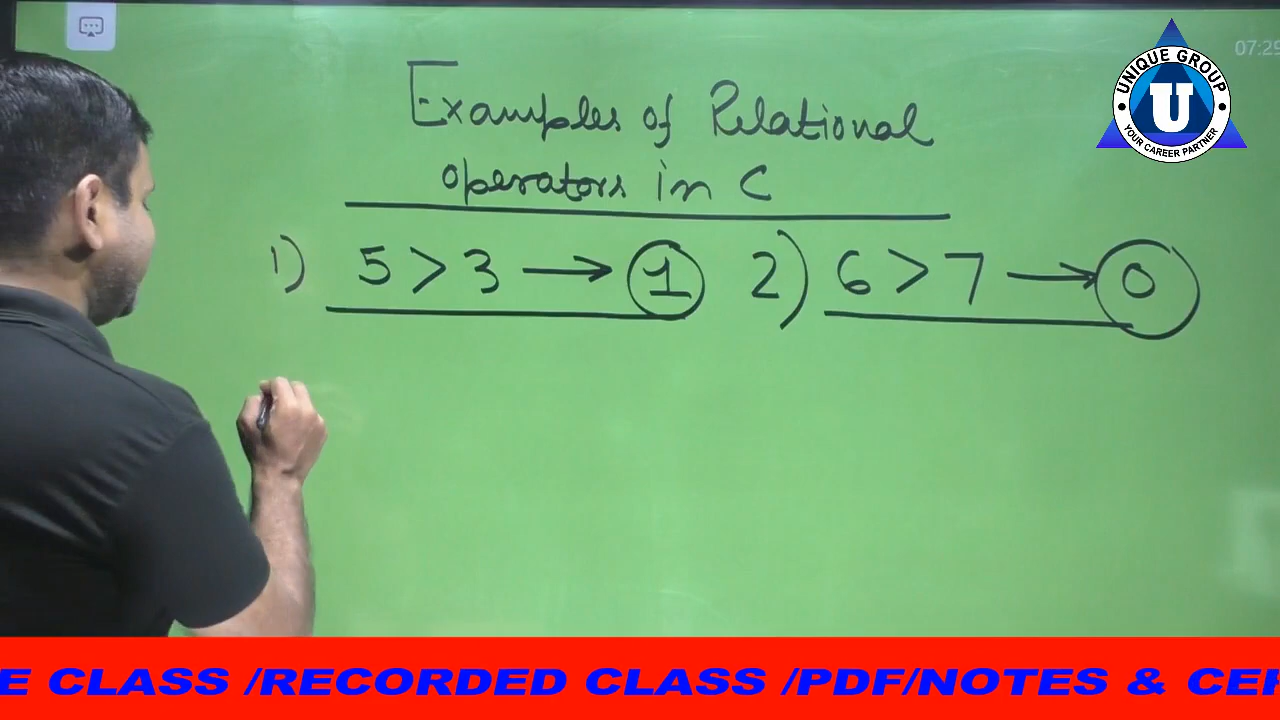 07:29
UNIQUE GROUP
U
YOUR CAREER PARTNER
Examples of Relational
operators in C
1) 5 > 3 → 1 2) 6 > 7 → 0
E CLASS /RECORDED CLASS /PDF/NOTES & CER